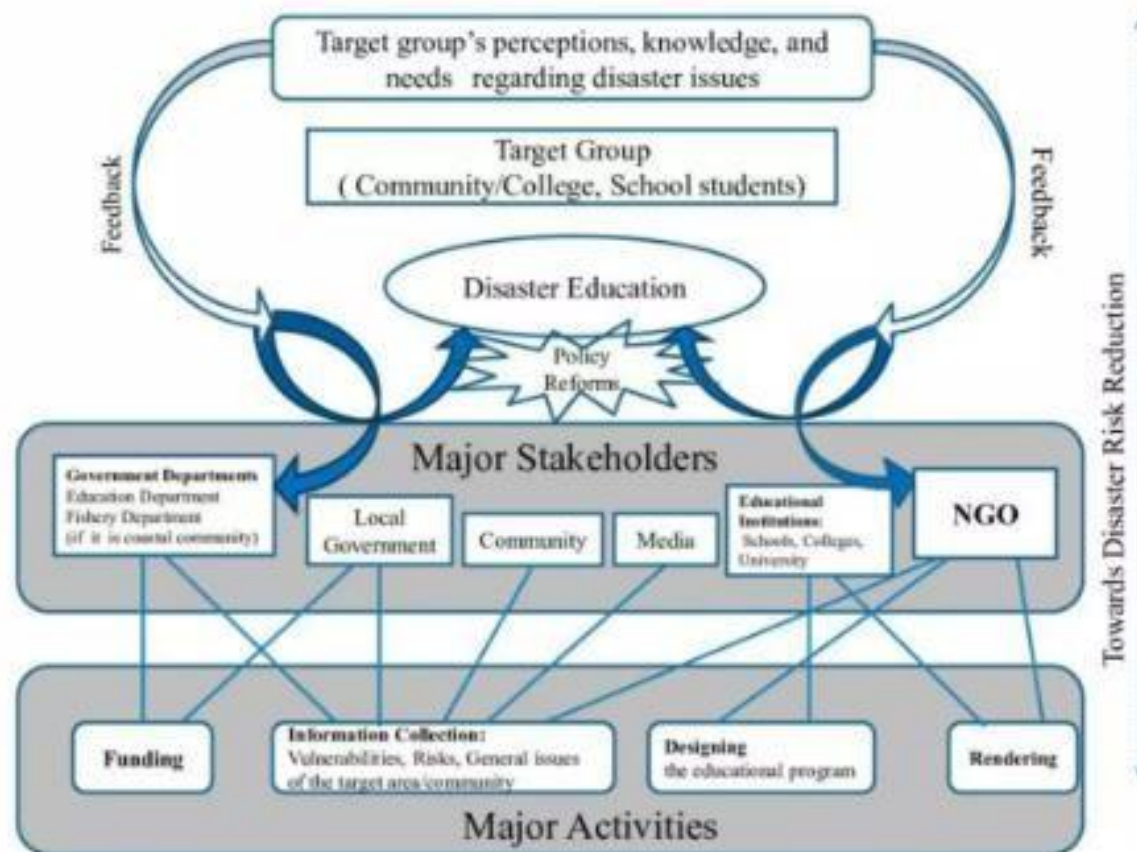 Target group's perceptions, knowledge, and
needs regarding disaster issues
Target Group
( Community/College, School students)
Feedback
Feedback
Disaster Education
Policy
Reforms
Towards Disaster Risk Reduction
Major Stakeholders
Government Departments
Education Department
Fishery Department
(if it is coastal community)
Local
Government
Community
Media
Educational
Institutions:
Schools, Colleges,
University
NGO
Funding
Information Collection:
Vulnerabilities, Risks, General issues
of the target area/community
Designing
the educational program
Rendering
Major Activities